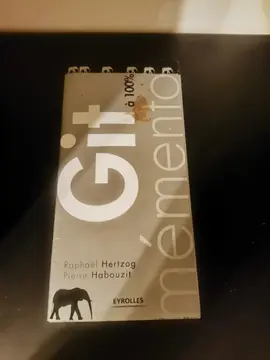 Git
à 100%
mémento
Raphaël Hertzog
Pierre Habouzit
EYROLLES